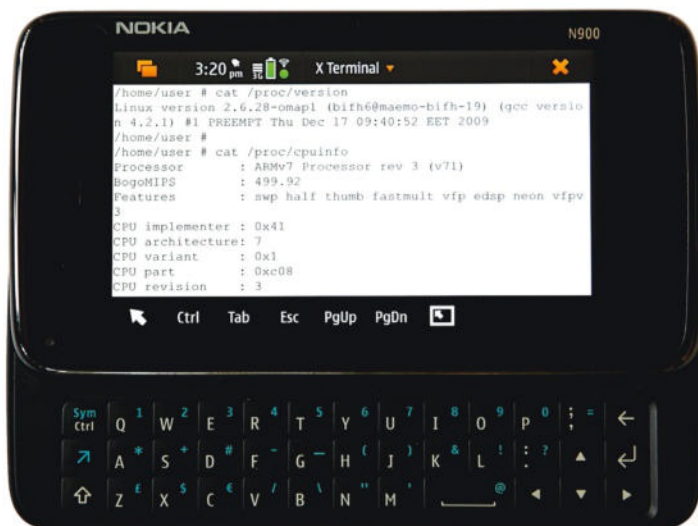 NOKIA
N900
3:20 pm 3G X Terminal
/home/user # cat /proc/version
Linux version 2.6.28-omap1 (bifh6@maemo-bifh-19) (gcc versio
n 4.2.1) #1 PREEMPT Thu Dec 17 09:40:52 EET 2009
/home/user #
/home/user # cat /proc/cpuinfo
Processor : ARMv7 Processor rev 3 (v7l)
BogoMIPS : 499.92
Features : swp half thumb fastmult vfp edsp neon vfpv
3
CPU implementer : 0x41
CPU architecture: 7
CPU variant : 0x1
CPU part : 0xc08
CPU revision : 3
Ctrl Tab Esc PgUp PgDn
Sym 1 2 3 4 5 6 7 8 9 0 =
Ctrl Q W E R T Y U I O P ; , ←
↗ A * S + D # F - G _ H ( J ) K & L ! : . ? ▲ ↵
⇧ Z £ X $ C € V / B \ N " M ' @ ◀ ▼ ▶